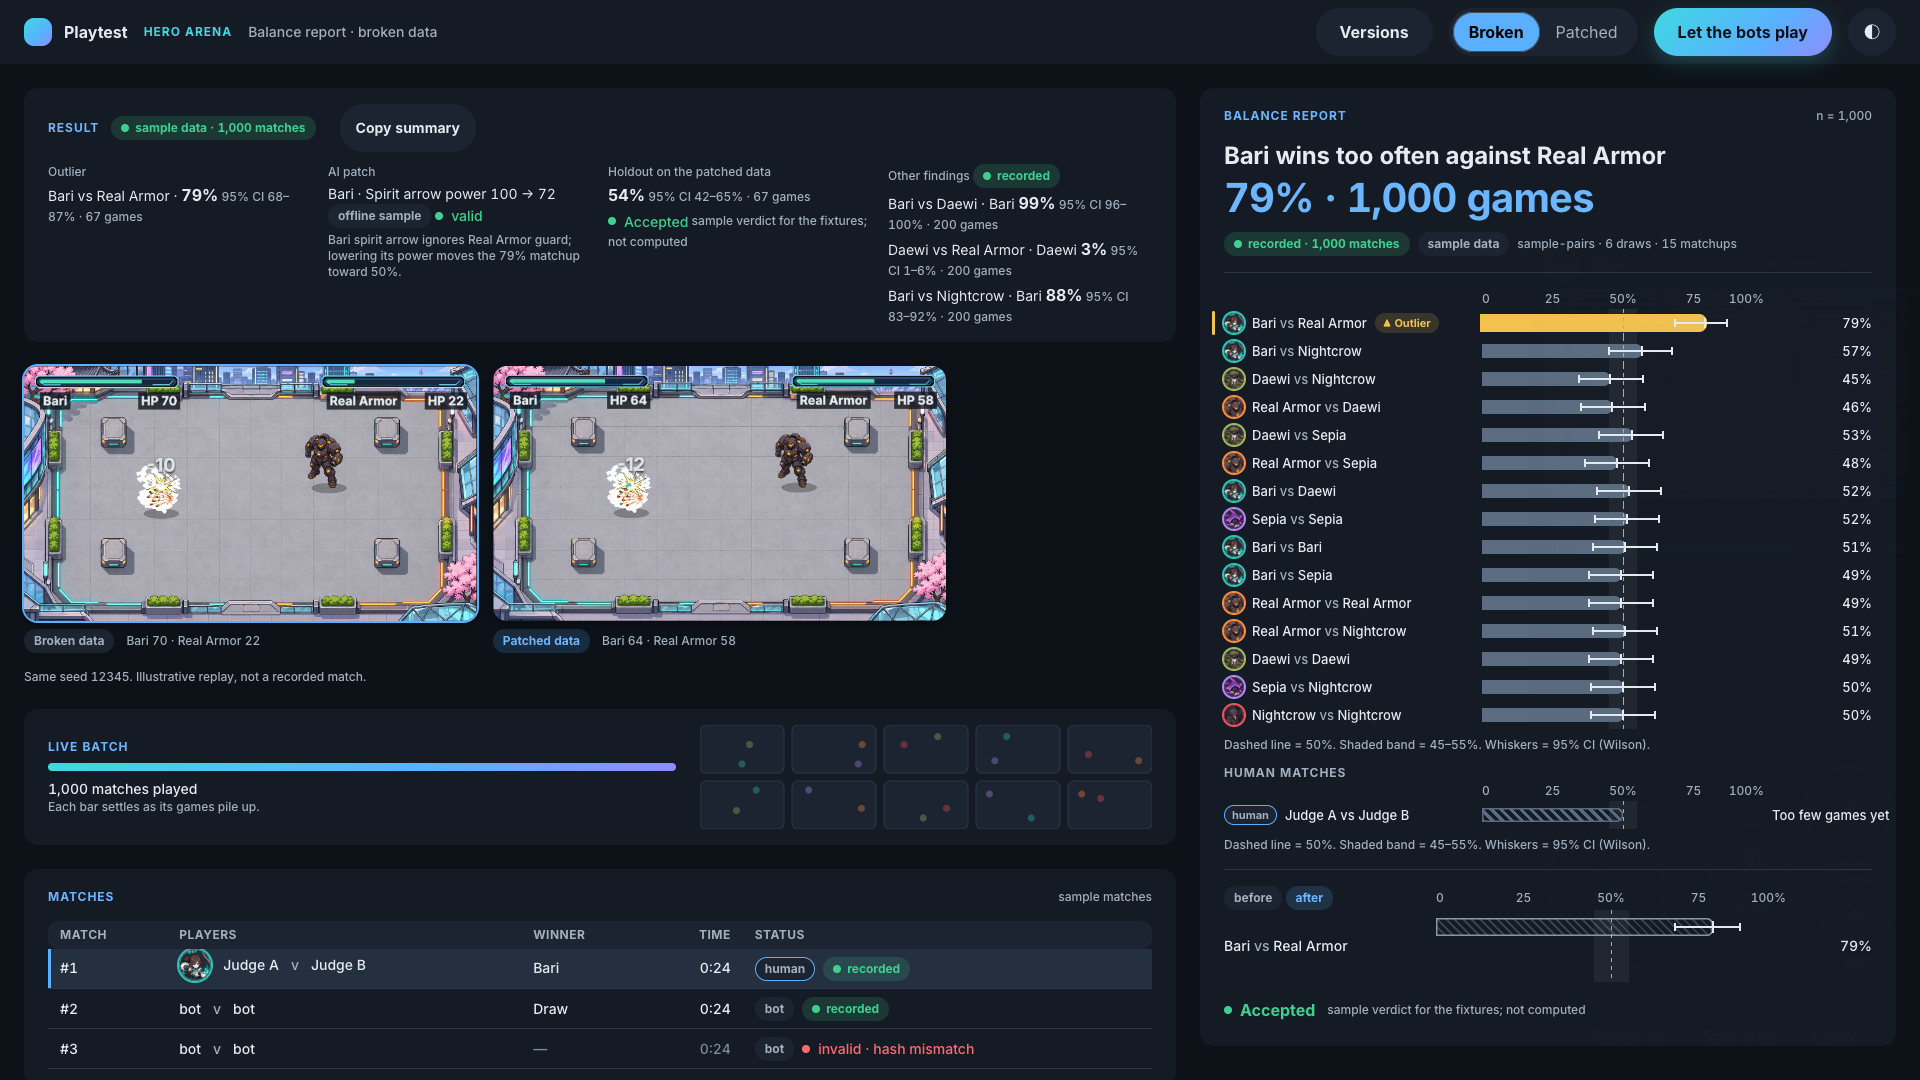 Playtest HERO ARENA Balance report · broken data
Versions Broken Patched Let the bots play
RESULT sample data · 1,000 matches Copy summary
Outlier
Bari vs Real Armor · 79% 95% CI 68–
87% · 67 games
AI patch
Bari · Spirit arrow power 100 → 72
offline sample valid
Bari spirit arrow ignores Real Armor guard;
lowering its power moves the 79% matchup
toward 50%.
Holdout on the patched data
54% 95% CI 42–65% · 67 games
Accepted sample verdict for the fixtures;
not computed
Other findings recorded
Bari vs Daewi · Bari 99% 95% CI 96–
100% · 200 games
Daewi vs Real Armor · Daewi 3% 95%
CI 1–6% · 200 games
Bari vs Nightcrow · Bari 88% 95% CI
83–92% · 200 games
Bari HP 70 Real Armor HP 22
-10
Bari HP 64 Real Armor HP 58
-12
Broken data Bari 70 · Real Armor 22
Patched data Bari 64 · Real Armor 58
Same seed 12345. Illustrative replay, not a recorded match.
LIVE BATCH
1,000 matches played
Each bar settles as its games pile up.
MATCHES sample matches
MATCH PLAYERS WINNER TIME STATUS
#1 Judge A v Judge B Bari 0:24 human recorded
#2 bot v bot Draw 0:24 bot recorded
#3 bot v bot — 0:24 bot invalid · hash mismatch
BALANCE REPORT n = 1,000
Bari wins too often against Real Armor
79% · 1,000 games
recorded · 1,000 matches sample data sample-pairs · 6 draws · 15 matchups
0 25 50% 75 100%
Bari vs Real Armor Outlier 79%
Bari vs Nightcrow 57%
Daewi vs Nightcrow 45%
Real Armor vs Daewi 46%
Daewi vs Sepia 53%
Real Armor vs Sepia 48%
Bari vs Daewi 52%
Sepia vs Sepia 52%
Bari vs Bari 51%
Bari vs Sepia 49%
Real Armor vs Real Armor 49%
Real Armor vs Nightcrow 51%
Daewi vs Daewi 49%
Sepia vs Nightcrow 50%
Nightcrow vs Nightcrow 50%
Dashed line = 50%. Shaded band = 45–55%. Whiskers = 95% CI (Wilson).
HUMAN MATCHES
0 25 50% 75 100%
human Judge A vs Judge B Too few games yet
Dashed line = 50%. Shaded band = 45–55%. Whiskers = 95% CI (Wilson).
before after 0 25 50% 75 100%
Bari vs Real Armor 79%
Accepted sample verdict for the fixtures; not computed